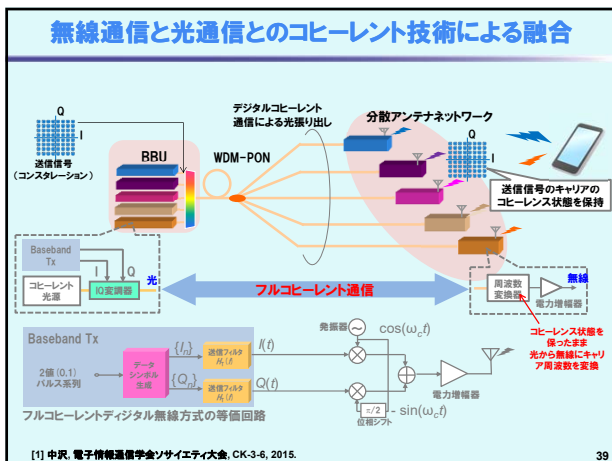 無線通信と光通信とのコヒーレント技術による融合
Q
I
送信信号
(コンスタレーション)
BBU
WDM-PON
デジタルコヒーレント
通信による光張り出し
分散アンテナネットワーク
Q
I
送信信号のキャリアの
コヒーレンス状態を保持
Baseband
Tx
I
Q
コヒーレント
光源
IQ変調器
光
フルコヒーレント通信
周波数
変換器
無線
電力増幅器
コヒーレンス状態を
保ったまま
光から無線にキャリ
ア周波数を変換
Baseband Tx
2値(0,1)
パルス系列
データ
シンボル
生成
{In}
送信フィルタ
HT(f)
I(t)
{Qn}
送信フィルタ
HT(f)
Q(t)
発振器
cos(ωct)
π/2
位相シフト
- sin(ωct)
電力増幅器
フルコヒーレントディジタル無線方式の等価回路
[1] 中沢, 電子情報通信学会ソサイエティ大会, CK-3-6, 2015.
39